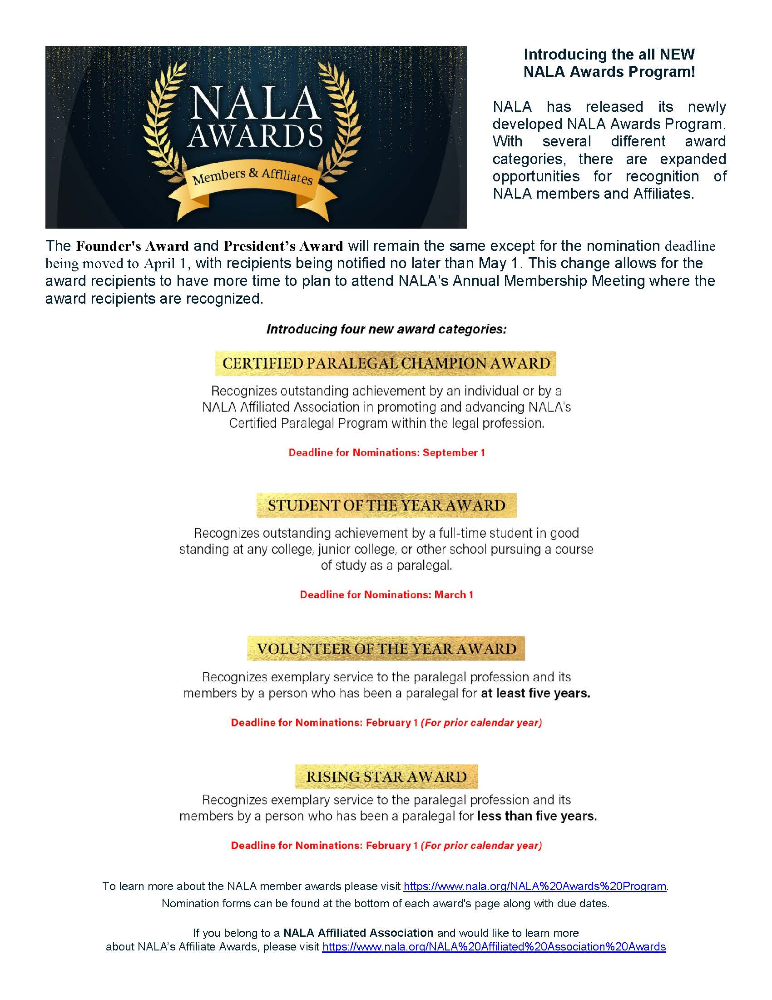 NALA
AWARDS
Members & Affiliates
Introducing the all NEW
NALA Awards Program!
NALA has released its newly
developed NALA Awards Program.
With several different award
categories, there are expanded
opportunities for recognition of
NALA members and Affiliates.
The Founder's Award and President’s Award will remain the same except for the nomination deadline
being moved to April 1, with recipients being notified no later than May 1. This change allows for the
award recipients to have more time to plan to attend NALA’s Annual Membership Meeting where the
award recipients are recognized.
Introducing four new award categories:
CERTIFIED PARALEGAL CHAMPION AWARD
Recognizes outstanding achievement by an individual or by a
NALA Affiliated Association in promoting and advancing NALA's
Certified Paralegal Program within the legal profession.
Deadline for Nominations: September 1
STUDENT OF THE YEAR AWARD
Recognizes outstanding achievement by a full-time student in good
standing at any college, junior college, or other school pursuing a course
of study as a paralegal.
Deadline for Nominations: March 1
VOLUNTEER OF THE YEAR AWARD
Recognizes exemplary service to the paralegal profession and its
members by a person who has been a paralegal for at least five years.
Deadline for Nominations: February 1 (For prior calendar year)
RISING STAR AWARD
Recognizes exemplary service to the paralegal profession and its
members by a person who has been a paralegal for less than five years.
Deadline for Nominations: February 1 (For prior calendar year)
To learn more about the NALA member awards please visit https://www.nala.org/NALA%20Awards%20Program.
Nomination forms can be found at the bottom of each award's page along with due dates.
If you belong to a NALA Affiliated Association and would like to learn more
about NALA’s Affiliate Awards, please visit https://www.nala.org/NALA%20Affiliated%20Association%20Awards